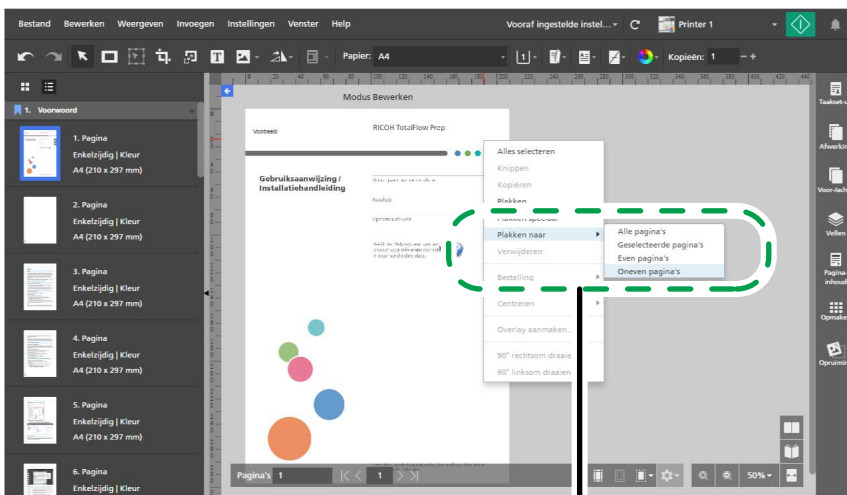 Bestand Bewerken Weergeven Invoegen Instellingen Venster Help Vooraf ingestelde instel... Printer 1
Papier: A4 Kopieën: 1
Modus Bewerken
1. Voorwoord
1. Pagina
Enkelzijdig | Kleur
A4 (210 x 297 mm)
2. Pagina
Enkelzijdig | Kleur
A4 (210 x 297 mm)
3. Pagina
Enkelzijdig | Kleur
A4 (210 x 297 mm)
4. Pagina
Enkelzijdig | Kleur
A4 (210 x 297 mm)
5. Pagina
Enkelzijdig | Kleur
A4 (210 x 297 mm)
6. Pagina
Enkelzijdig | Kleur
Voorbeeld RICOH TotalFlow Prep
Gebruiksaanwijzing /
Installatiehandleiding
Alles selecteren
Knippen
Kopiëren
Plakken
Plakken speciaal
Plakken naar
Verwijderen
Bestelling
Centreren
Overlay aanmaken...
90° rechtsom draaie
90° linksom draaien
Alle pagina's
Geselecteerde pagina's
Even pagina's
Oneven pagina's
Taakset-u
Afwerkin
Voor-/ach
Vellen
Pagina-
inhoud
Opmake
Opruimin
Pagina's 1 1 50%